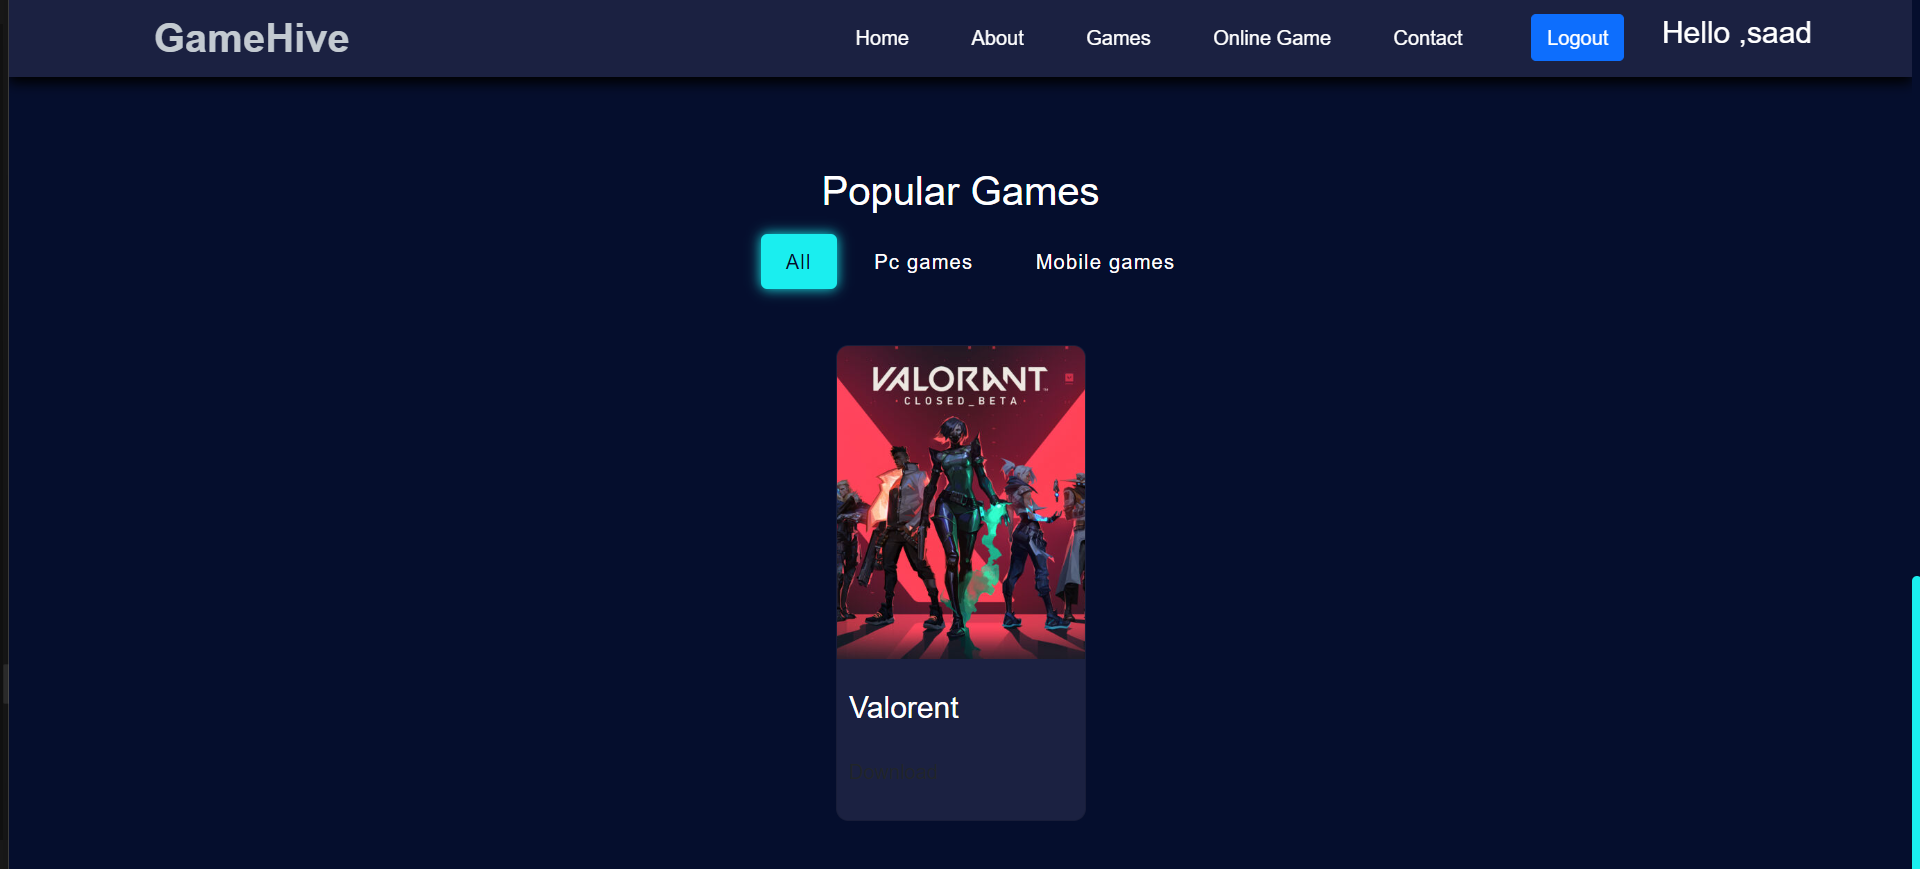 GameHive
Home About Games Online Game Contact Logout Hello ,saad
Popular Games
All Pc games Mobile games
VALORANT
CLOSED_BETA
Valorent